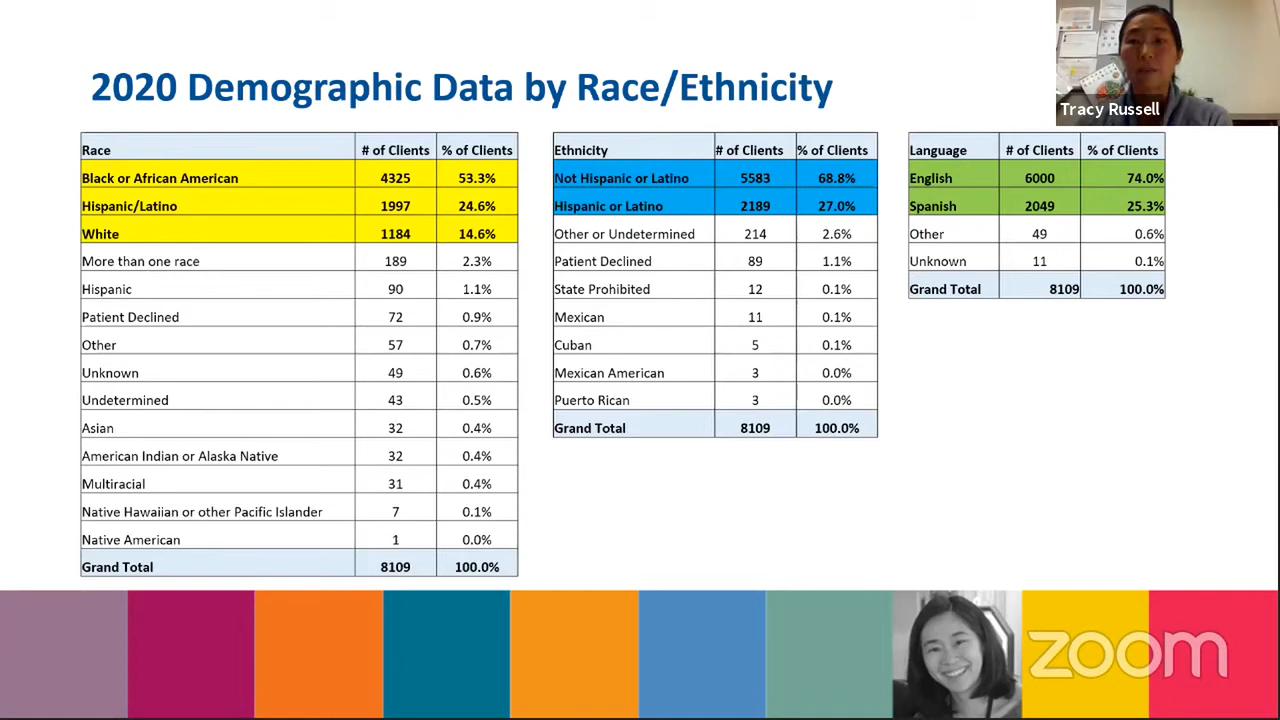 2020 Demographic Data by Race/Ethnicity
Tracy Russell
Race # of Clients % of Clients
Black or African American 4325 53.3%
Hispanic/Latino 1997 24.6%
White 1184 14.6%
More than one race 189 2.3%
Hispanic 90 1.1%
Patient Declined 72 0.9%
Other 57 0.7%
Unknown 49 0.6%
Undetermined 43 0.5%
Asian 32 0.4%
American Indian or Alaska Native 32 0.4%
Multiracial 31 0.4%
Native Hawaiian or other Pacific Islander 7 0.1%
Native American 1 0.0%
Grand Total 8109 100.0%
Ethnicity # of Clients % of Clients
Not Hispanic or Latino 5583 68.8%
Hispanic or Latino 2189 27.0%
Other or Undetermined 214 2.6%
Patient Declined 89 1.1%
State Prohibited 12 0.1%
Mexican 11 0.1%
Cuban 5 0.1%
Mexican American 3 0.0%
Puerto Rican 3 0.0%
Grand Total 8109 100.0%
Language # of Clients % of Clients
English 6000 74.0%
Spanish 2049 25.3%
Other 49 0.6%
Unknown 11 0.1%
Grand Total 8109 100.0%
zoom